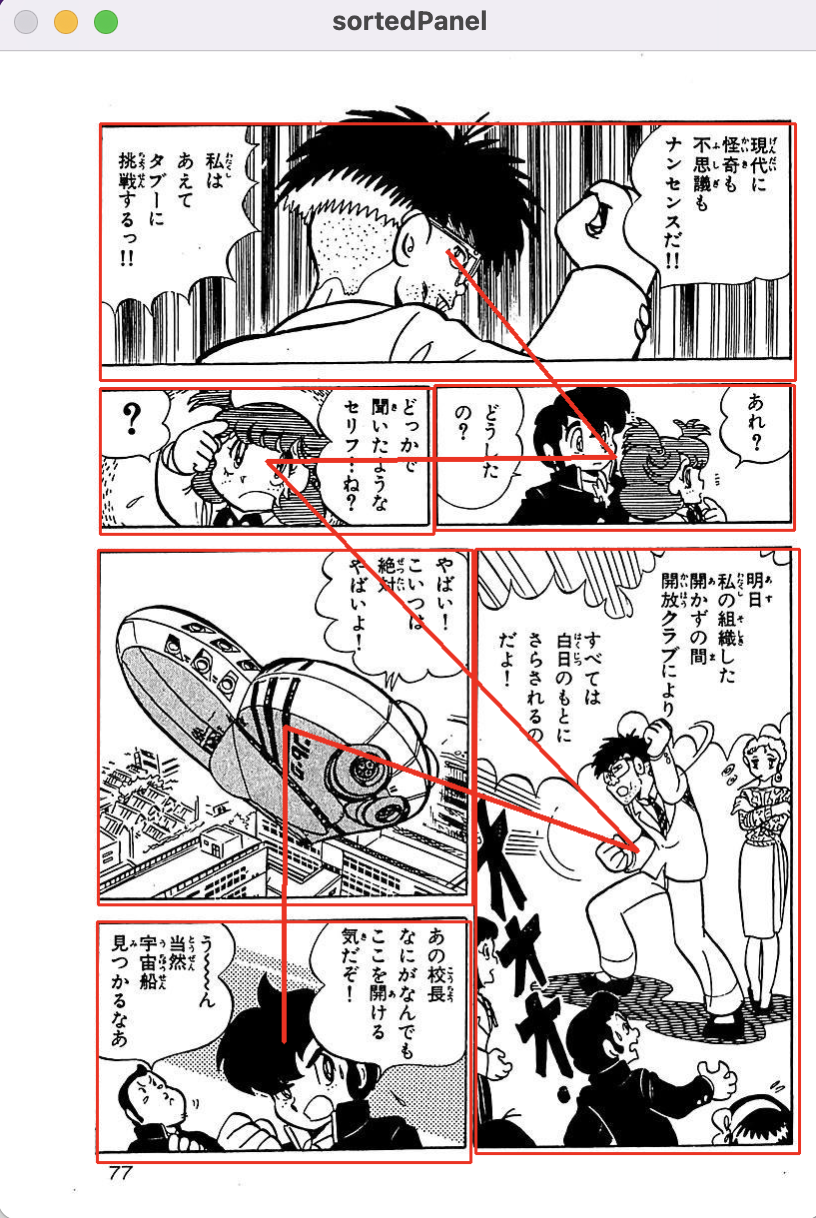 sortedPanel
現代に
怪奇も
不思議も
ナンセンスだ!!
私は
あえて
タブーに
挑戦するっ!!
あれ?
どうした
の?
どっかで
聞いたような
セリフ!ね?
?
明日
私の組織した
開かずの間
開放クラブにより
すべては
白日のもとに
さらされるの
だよ!
やばい!
こいつは
絶対
やばいよ!
あの校長
なにがなんでも
ここを開ける
気だぞ!
う〜〜〜ん
当然
宇宙船
見つかるなあ
77